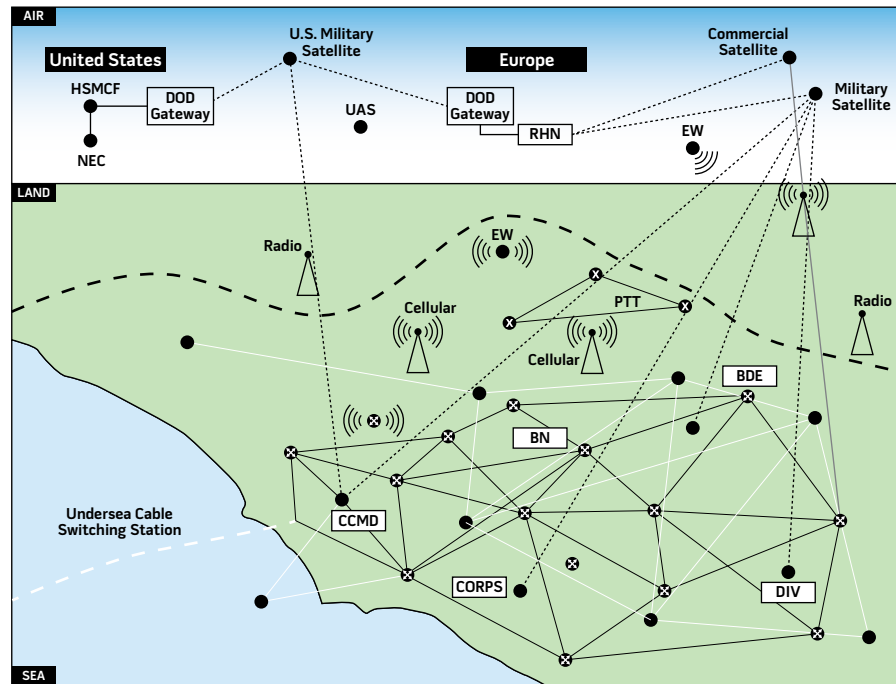 AIR
U.S. Military
Satellite
Commercial
Satellite
United States
Europe
HSMCF
DOD
Gateway
UAS
DOD
Gateway
RHN
EW
Military
Satellite
NEC
LAND
Radio
EW
PTT
Radio
Cellular
Cellular
BDE
BN
Undersea Cable
Switching Station
CCMD
CORPS
DIV
SEA